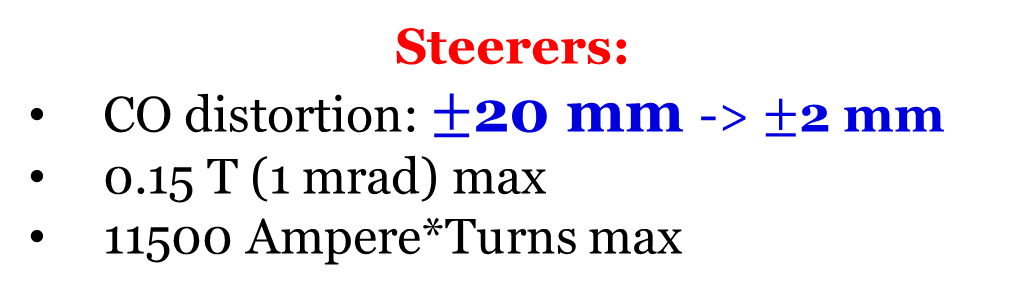 Steerers:
• CO distortion: ±20 mm -> ±2 mm
• 0.15 T (1 mrad) max
• 11500 Ampere*Turns max